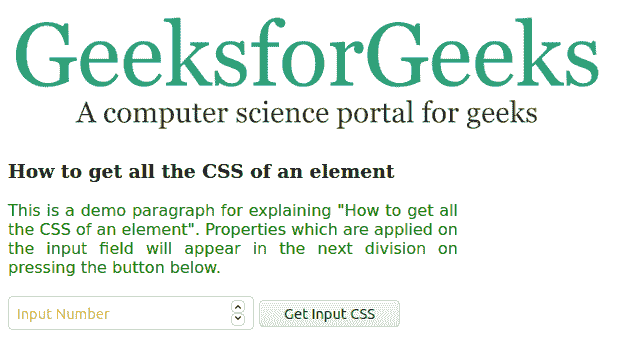 GeeksforGeeks
A computer science portal for geeks
How to get all the CSS of an element
This is a demo paragraph for explaining "How to get all
the CSS of an element". Properties which are applied on
the input field will appear in the next division on
pressing the button below.
Input Number
Get Input CSS